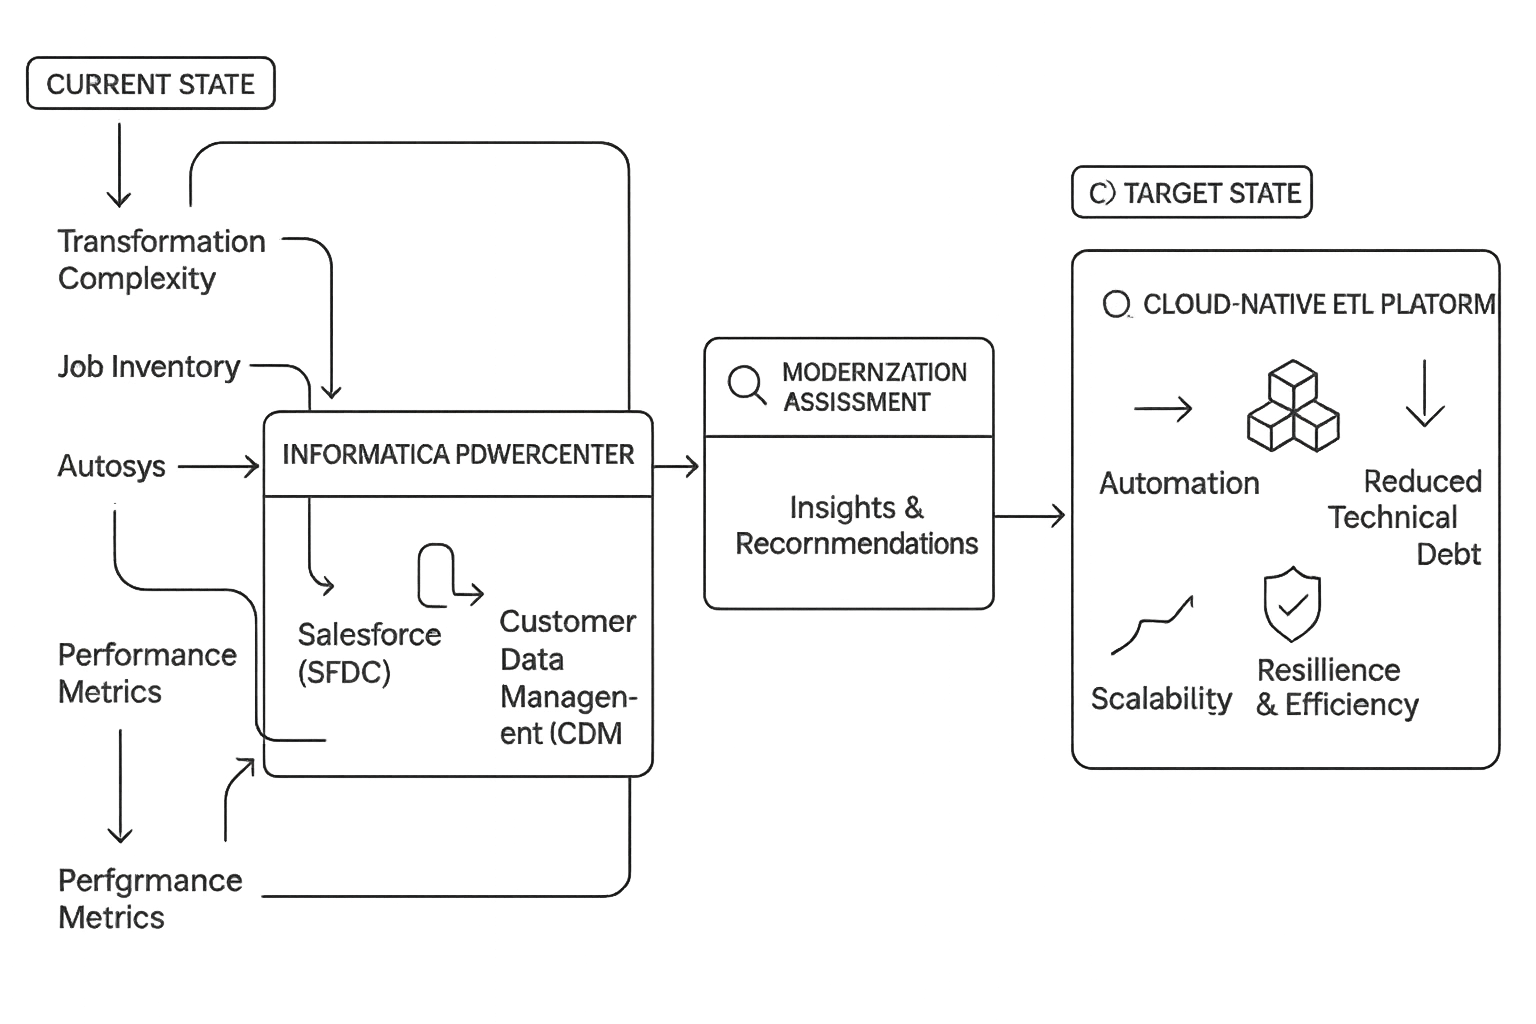 CURRENT STATE
Transformation
Complexity
Job Inventory
Autosys
Performance
Metrics
Perfgrmance
Metrics
INFORMATICA PDWERCENTER
Salesforce
(SFDC)
Customer
Data
Managen-
ent (CDM
MODERNZATION
ASSISSMENT
Insights &
Recornmendations
C) TARGET STATE
CLOUD-NATIVE ETL PLATORM
Automation
Reduced
Technical
Debt
Scalability
Resillience
& Efficiency